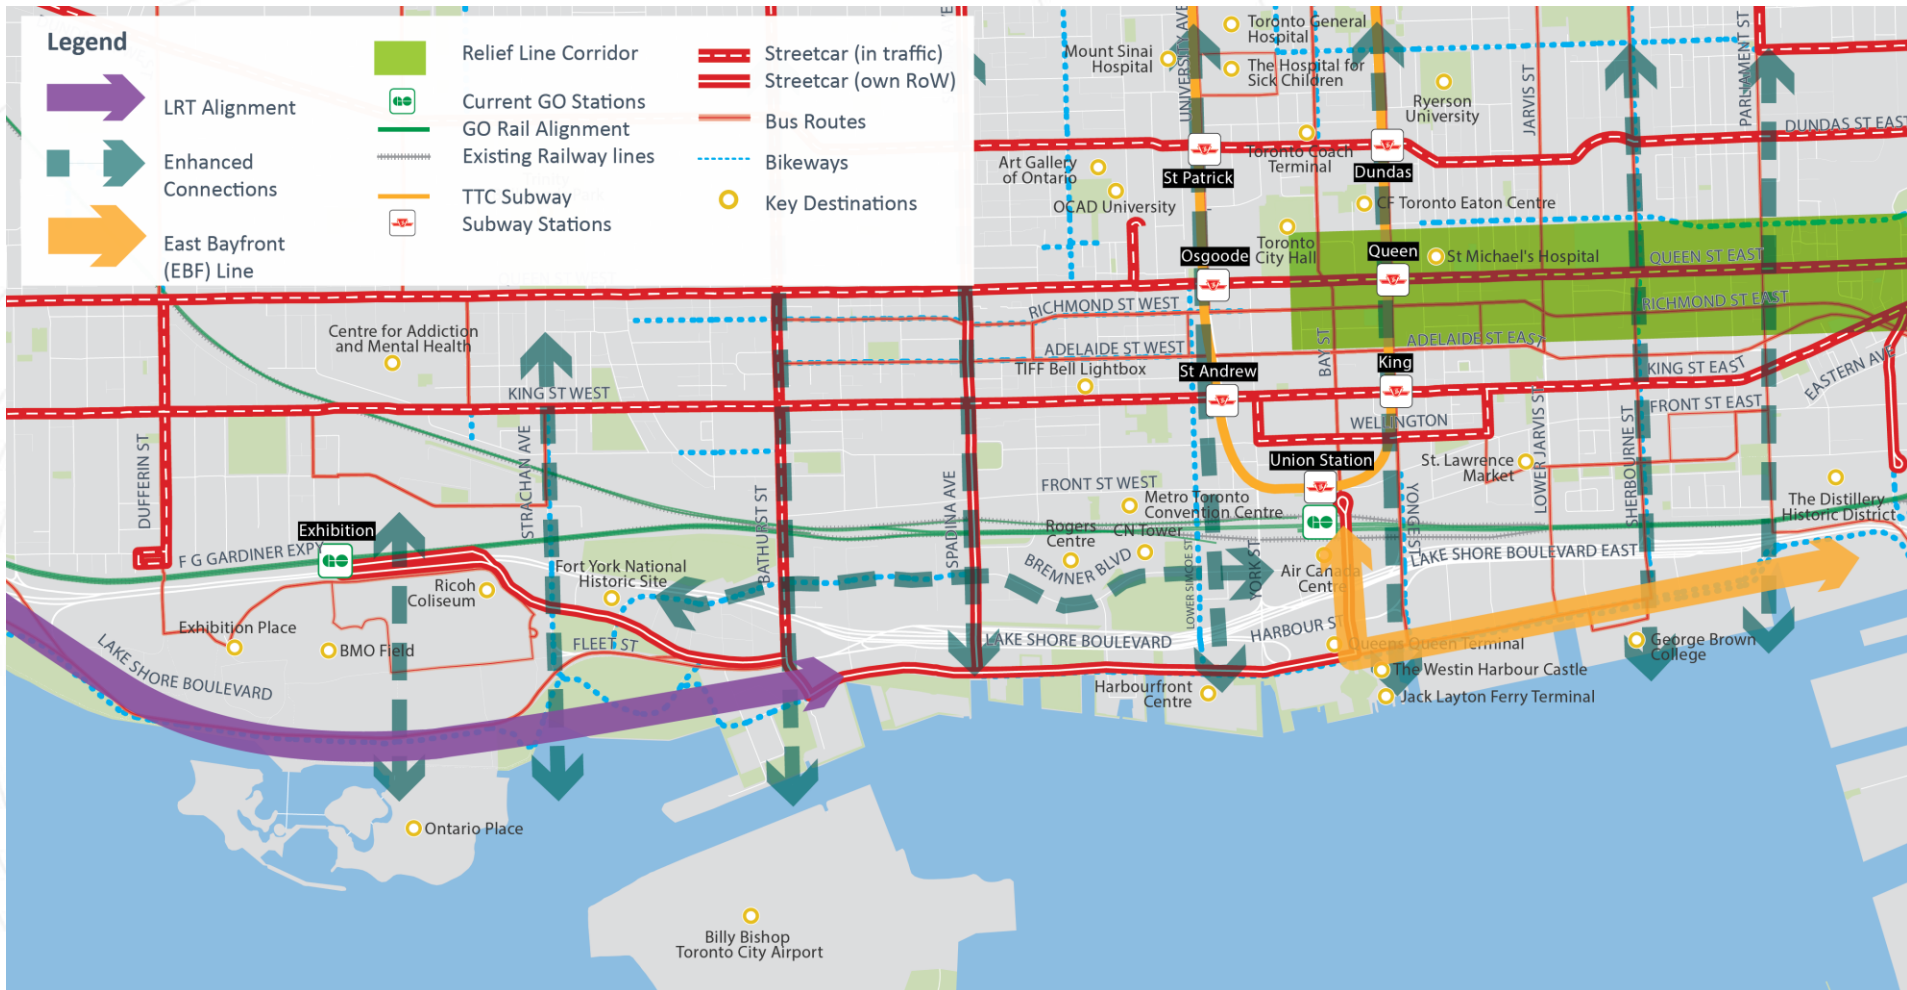 Legend
LRT Alignment
Enhanced
Connections
East Bayfront
(EBF) Line
Relief Line Corridor
Current GO Stations
GO Rail Alignment
Existing Railway lines
TTC Subway
Subway Stations
Streetcar (in traffic)
Streetcar (own RoW)
Bus Routes
Bikeways
Key Destinations
UNIVERSITY AVE
Toronto General
Hospital
Mount Sinai
Hospital
The Hospital for
Sick Children
Ryerson
University
JARVIS ST
PARLIAMENT ST
DUNDAS ST EAST
Art Gallery
of Ontario
OCAD University
St Patrick
Toronto Coach
Terminal
Dundas
CF Toronto Eaton Centre
Toronto
City Hall
Osgoode
Queen
St Michael's Hospital
QUEEN ST EAST
QUEEN ST WEST
RICHMOND ST WEST
RICHMOND ST EAST
Centre for Addiction
and Mental Health
ADELAIDE ST WEST
BAY ST
ADELAIDE ST EAST
TIFF Bell Lightbox
St Andrew
King
KING ST EAST
EASTERN AVE
KING ST WEST
FRONT ST EAST
WELLINGTON
DUFFERIN ST
STRACHAN AVE
BATHURST ST
SPADINA AVE
Union Station
St. Lawrence
Market
LOWER JARVIS ST
SHERBOURNE ST
FRONT ST WEST
Metro Toronto
Convention Centre
YONGE ST
The Distillery
Historic District
Exhibition
F G GARDINER EXPY
Rogers
Centre
CN Tower
BREMNER BLVD
LOWER SIMCOE ST
YORK ST
Air Canada
Centre
LAKE SHORE BOULEVARD EAST
Fort York National
Historic Site
Ricoh
Coliseum
Exhibition Place
BMO Field
FLEET ST
LAKE SHORE BOULEVARD
HARBOUR ST
Queens Quay Terminal
George Brown
College
LAKE SHORE BOULEVARD
The Westin Harbour Castle
Harbourfront
Centre
Jack Layton Ferry Terminal
Ontario Place
Billy Bishop
Toronto City Airport